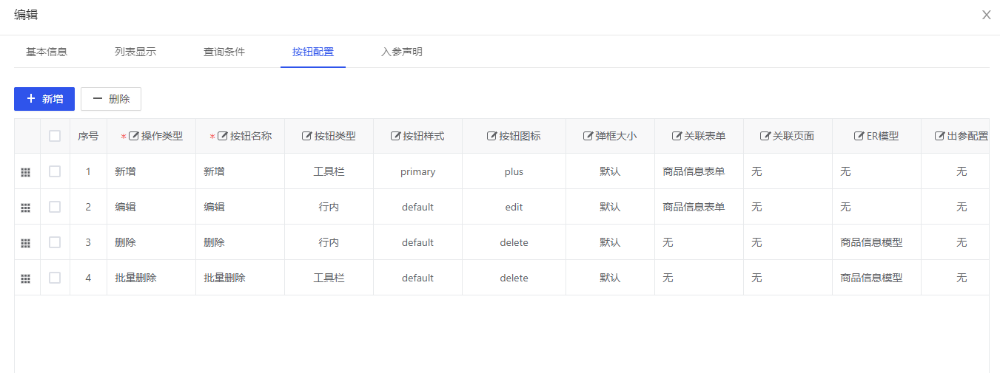 编辑 X
基本信息 列表显示 查询条件 按钮配置 入参声明
+ 新增 — 删除
序号 *操作类型 *按钮名称 按钮类型 按钮样式 按钮图标 弹框大小 关联表单 关联页面 ER模型 出参配置
1 新增 新增 工具栏 primary plus 默认 商品信息表单 无 无 无
2 编辑 编辑 行内 default edit 默认 商品信息表单 无 无 无
3 删除 删除 行内 default delete 默认 无 无 商品信息模型 无
4 批量删除 批量删除 工具栏 default delete 默认 无 无 商品信息模型 无